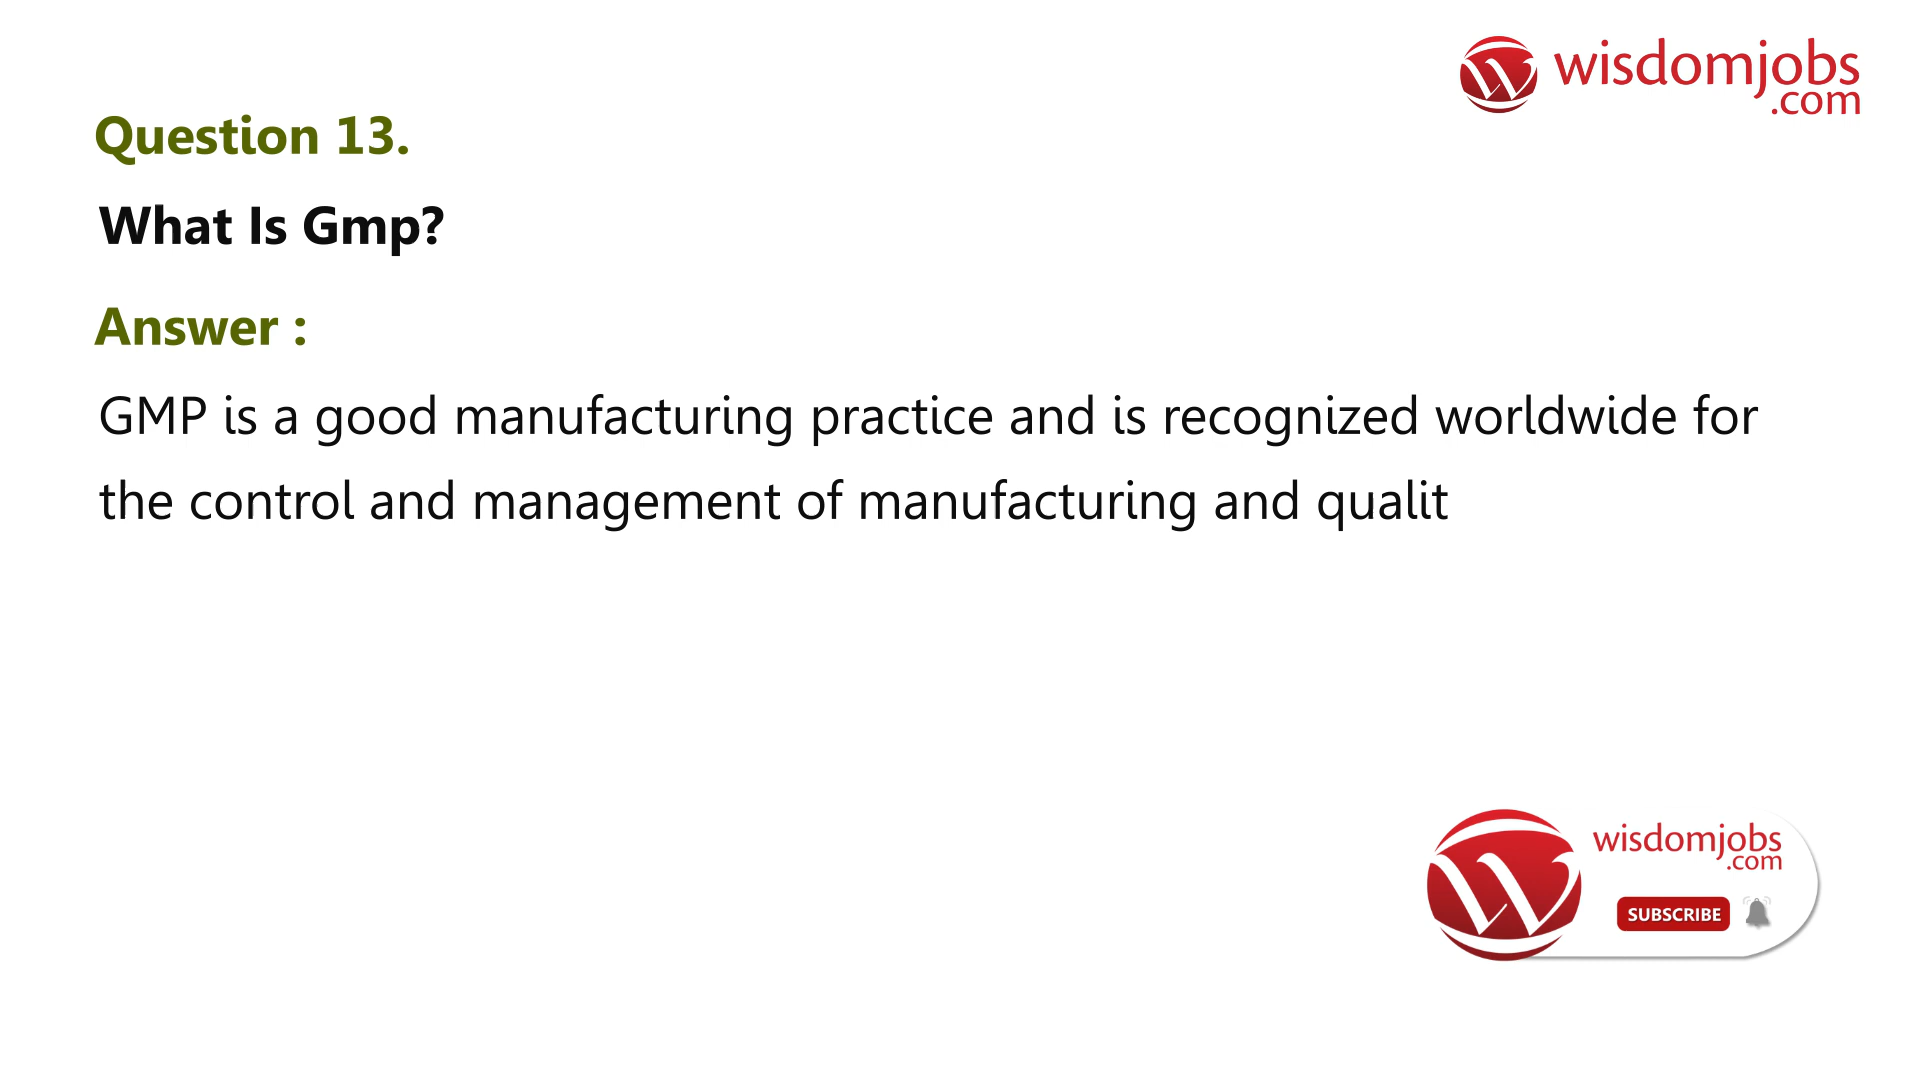 wisdomjobs
.com
Question 13.
What Is Gmp?
Answer :
GMP is a good manufacturing practice and is recognized worldwide for
the control and management of manufacturing and qualit
wisdomjobs
.com
SUBSCRIBE